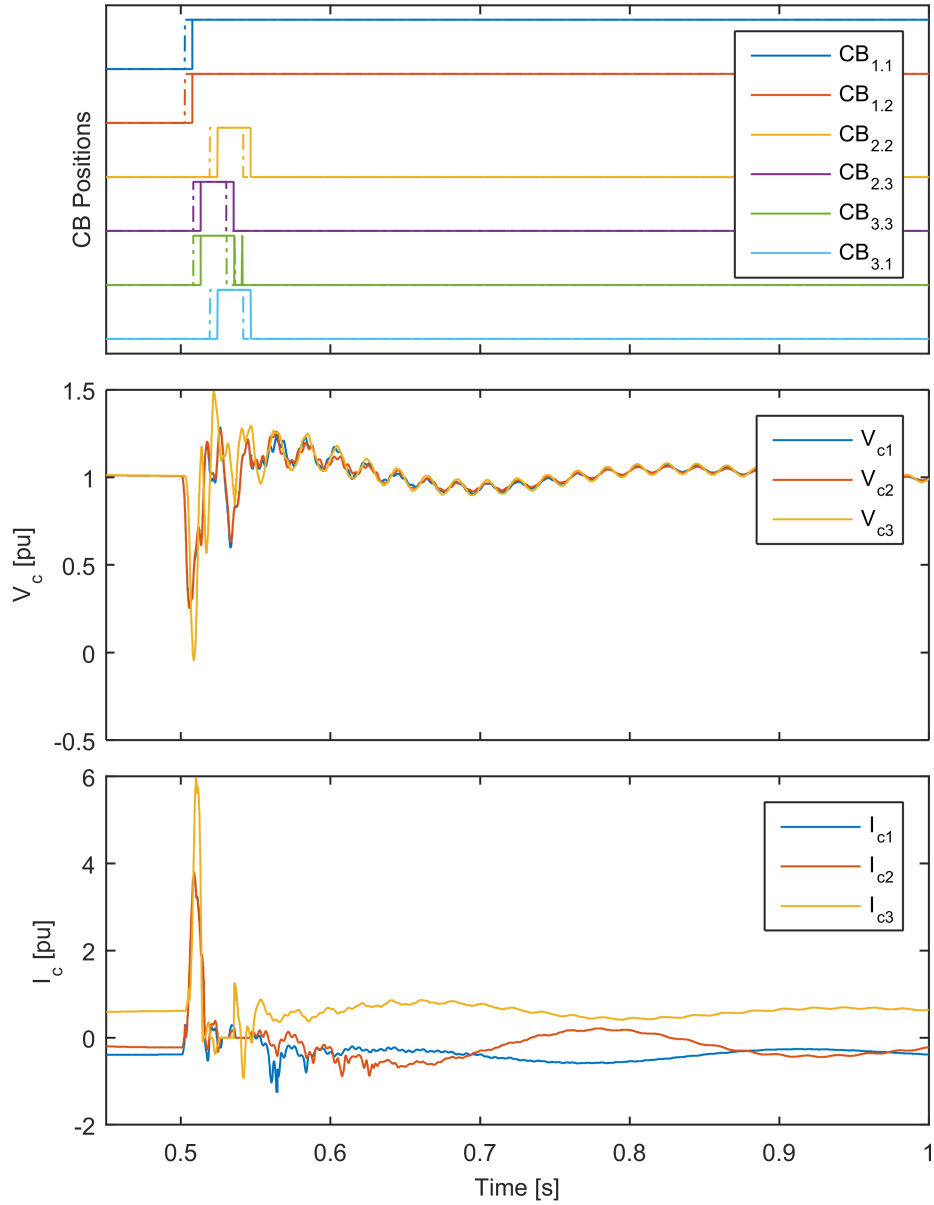 CB Positions
CB1.1
CB1.2
CB2.2
CB2.3
CB3.3
CB3.1
Vc [pu]
1.5
1
0.5
0
-0.5
Vc1
Vc2
Vc3
Ic [pu]
6
4
2
0
-2
Ic1
Ic2
Ic3
0.5 0.6 0.7 0.8 0.9 1
Time [s]